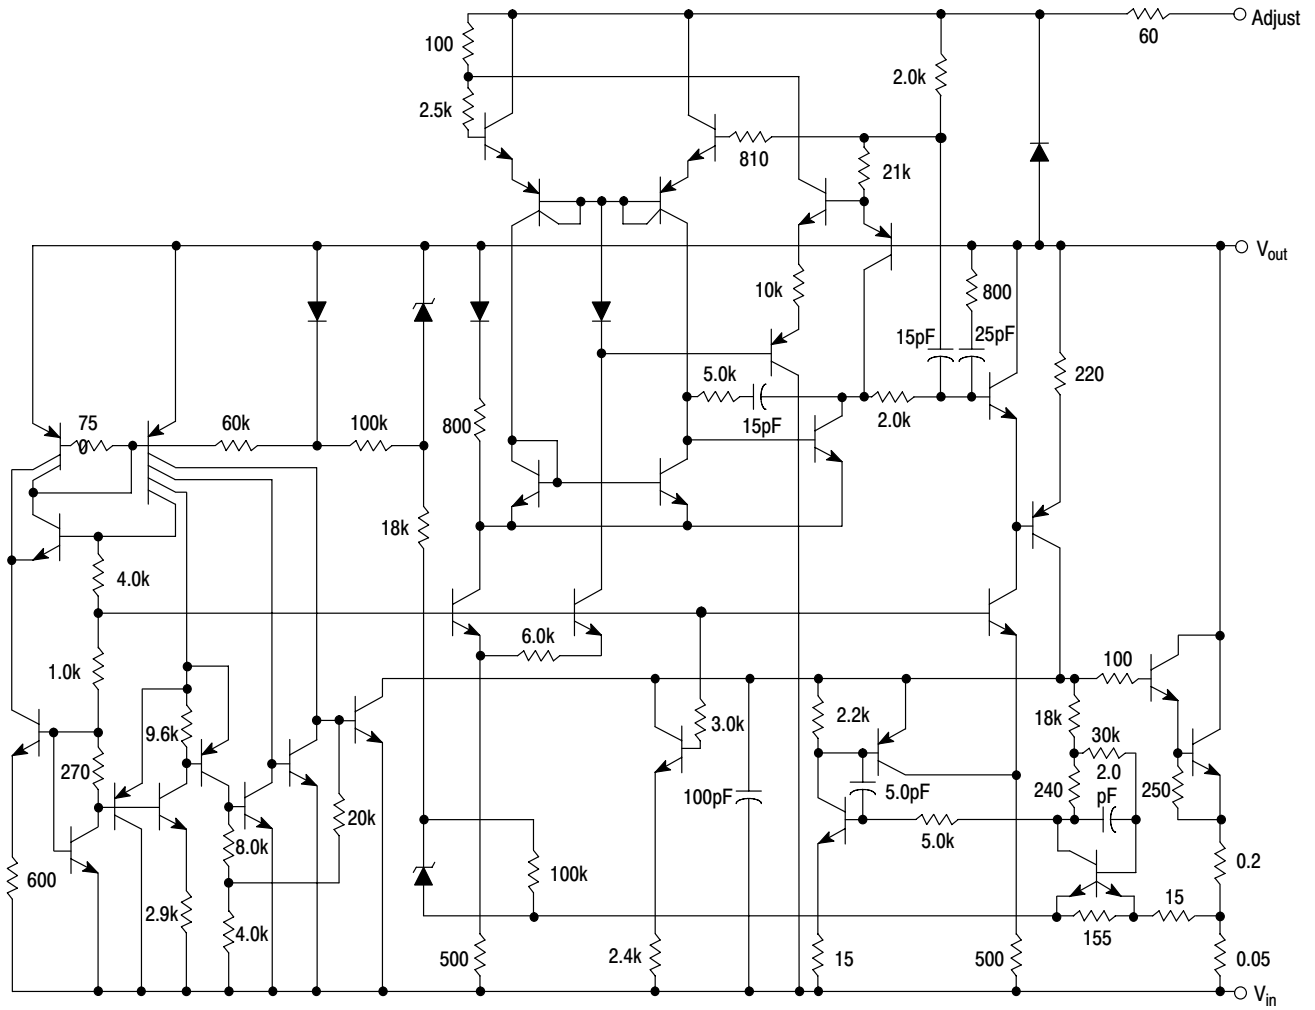 Adjust
60
100
2.5k
2.0k
810
21k
Vout
10k
800
15pF
25pF
5.0k
15pF
2.0k
220
75
0
60k
100k
800
18k
4.0k
6.0k
1.0k
100
9.6k
2.2k
3.0k
18k
30k
270
2.0
pF
240
250
100pF
5.0pF
20k
5.0k
8.0k
600
100k
0.2
2.9k
4.0k
15
155
500
2.4k
15
500
0.05
Vin